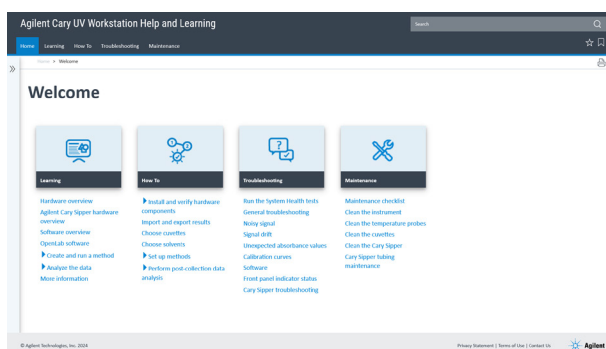 Agilent Cary UV Workstation Help and Learning
Search
Home Learning How To Troubleshooting Maintenance
Home > Welcome
Welcome
Learning
Hardware overview
Agilent Cary Sipper hardware
overview
Software overview
OpenLab software
Create and run a method
Analyze the data
More information
How To
Install and verify hardware
components
Import and export results
Choose cuvettes
Choose solvents
Set up methods
Perform post-collection data
analysis
Troubleshooting
Run the System Health tests
General troubleshooting
Noisy signal
Signal drift
Unexpected absorbance values
Calibration curves
Software
Front panel indicator status
Cary Sipper troubleshooting
Maintenance
Maintenance checklist
Clean the instrument
Clean the temperature probes
Clean the cuvettes
Clean the Cary Sipper
Cary Sipper tubing
maintenance
© Agilent Technologies, Inc. 2024
Privacy Statement | Terms of Use | Contact Us
Agilent